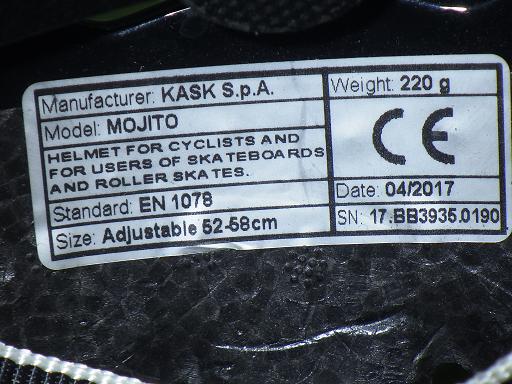 Manufacturer: KASK S.p.A.
Model: MOJITO
HELMET FOR CYCLISTS AND
FOR USERS OF SKATEBOARDS
AND ROLLER SKATES.
Standard: EN 1078
Size: Adjustable 52-58cm
Weight: 220 g
CE
Date: 04/2017
SN: 17.BB3935.0190